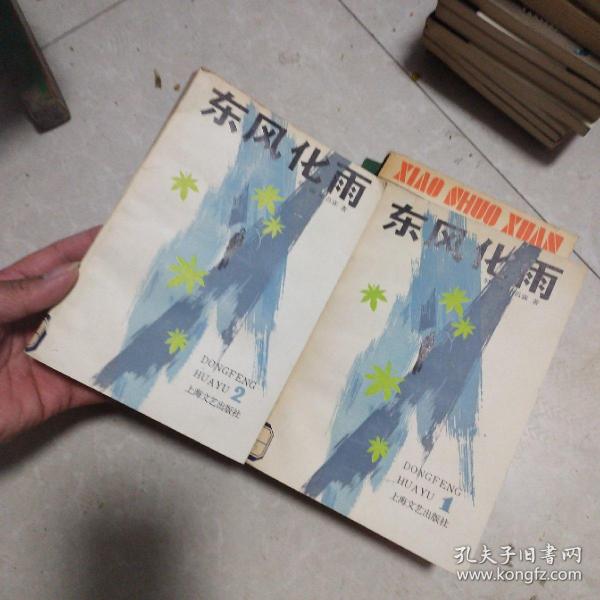 东风化雨
著
DONGFENG
HUAYU 2
上海文艺出版社
XIAO SHUO XUAN
东风化雨
著
DONGFENG
HUAYU 1
上海文艺出版社
孔夫子旧书网
www.kongfz.com